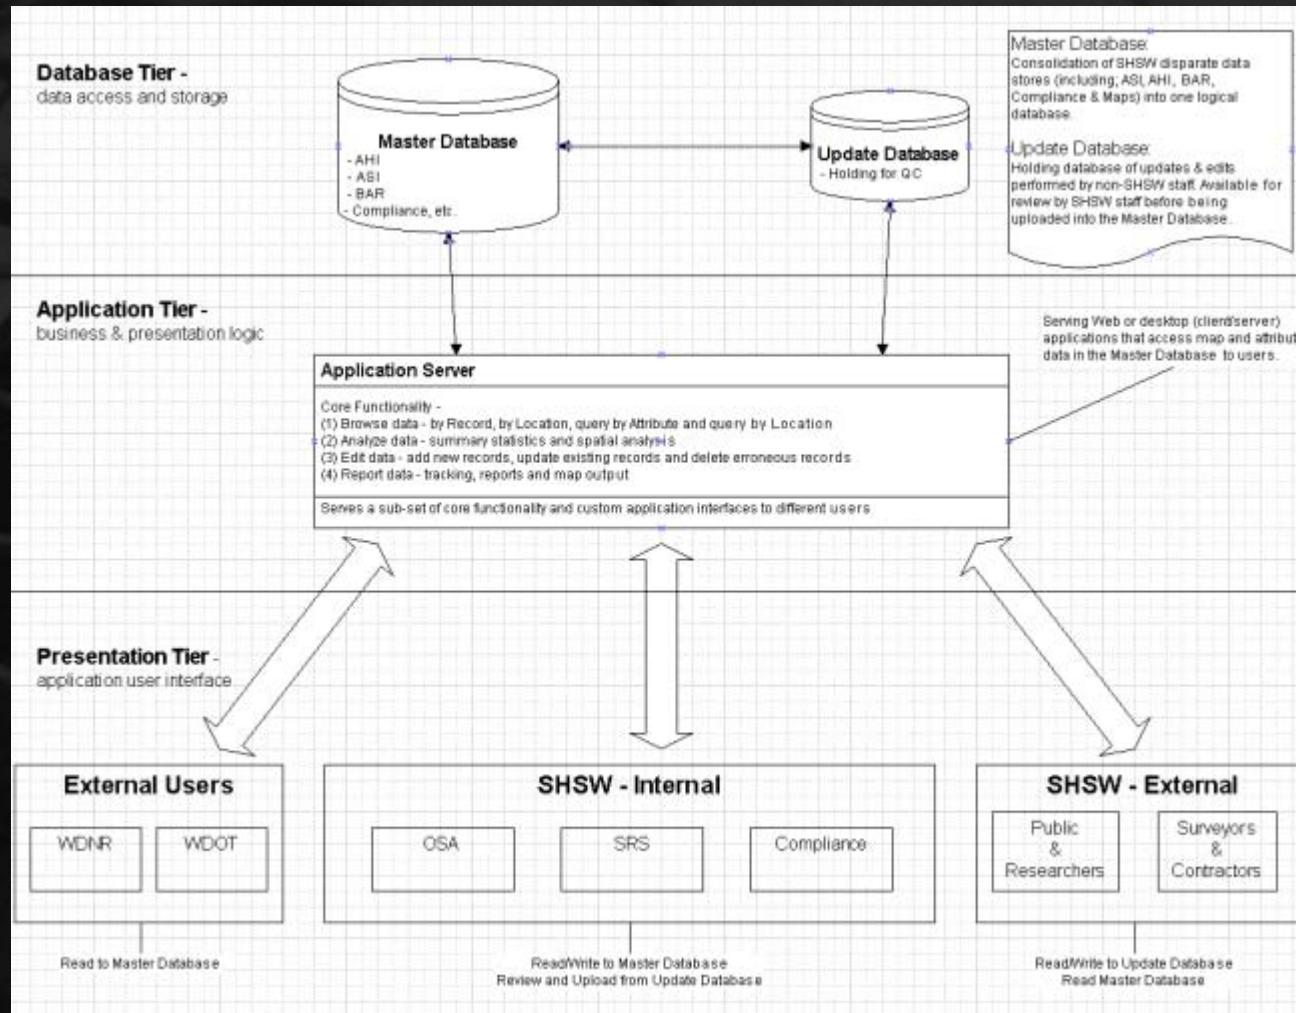 Database Tier -
data access and storage
Master Database
- AHI
- ASI
- BAR
- Compliance, etc.
Update Database
- Holding for QC
Master Database:
Consolidation of SHSW disparate data
stores (including; ASI, AHI, BAR,
Compliance & Maps) into one logical
database.
Update Database:
Holding database of updates & edits
performed by non-SHSW staff. Available for
review by SHSW staff before being
uploaded into the Master Database.
Application Tier -
business & presentation logic
Serving Web or desktop (client/server)
applications that access map and attribut
data in the Master Database to users.
Application Server
Core Functionality -
(1) Browse data - by Record, by Location, query by Attribute and query by Location
(2) Analyze data - summary statistics and spatial analysis
(3) Edit data - add new records, update existing records and delete erroneous records
(4) Report data - tracking, reports and map output
Serves a sub-set of core functionality and custom application interfaces to different users
Presentation Tier -
application user interface
External Users
WDNR
WDOT
Read to Master Database
SHSW - Internal
OSA
SRS
Compliance
Read/Write to Master Database
Review and Upload from Update Database
SHSW - External
Public
&
Researchers
Surveyors
&
Contractors
Read/Write to Update Database
Read Master Database